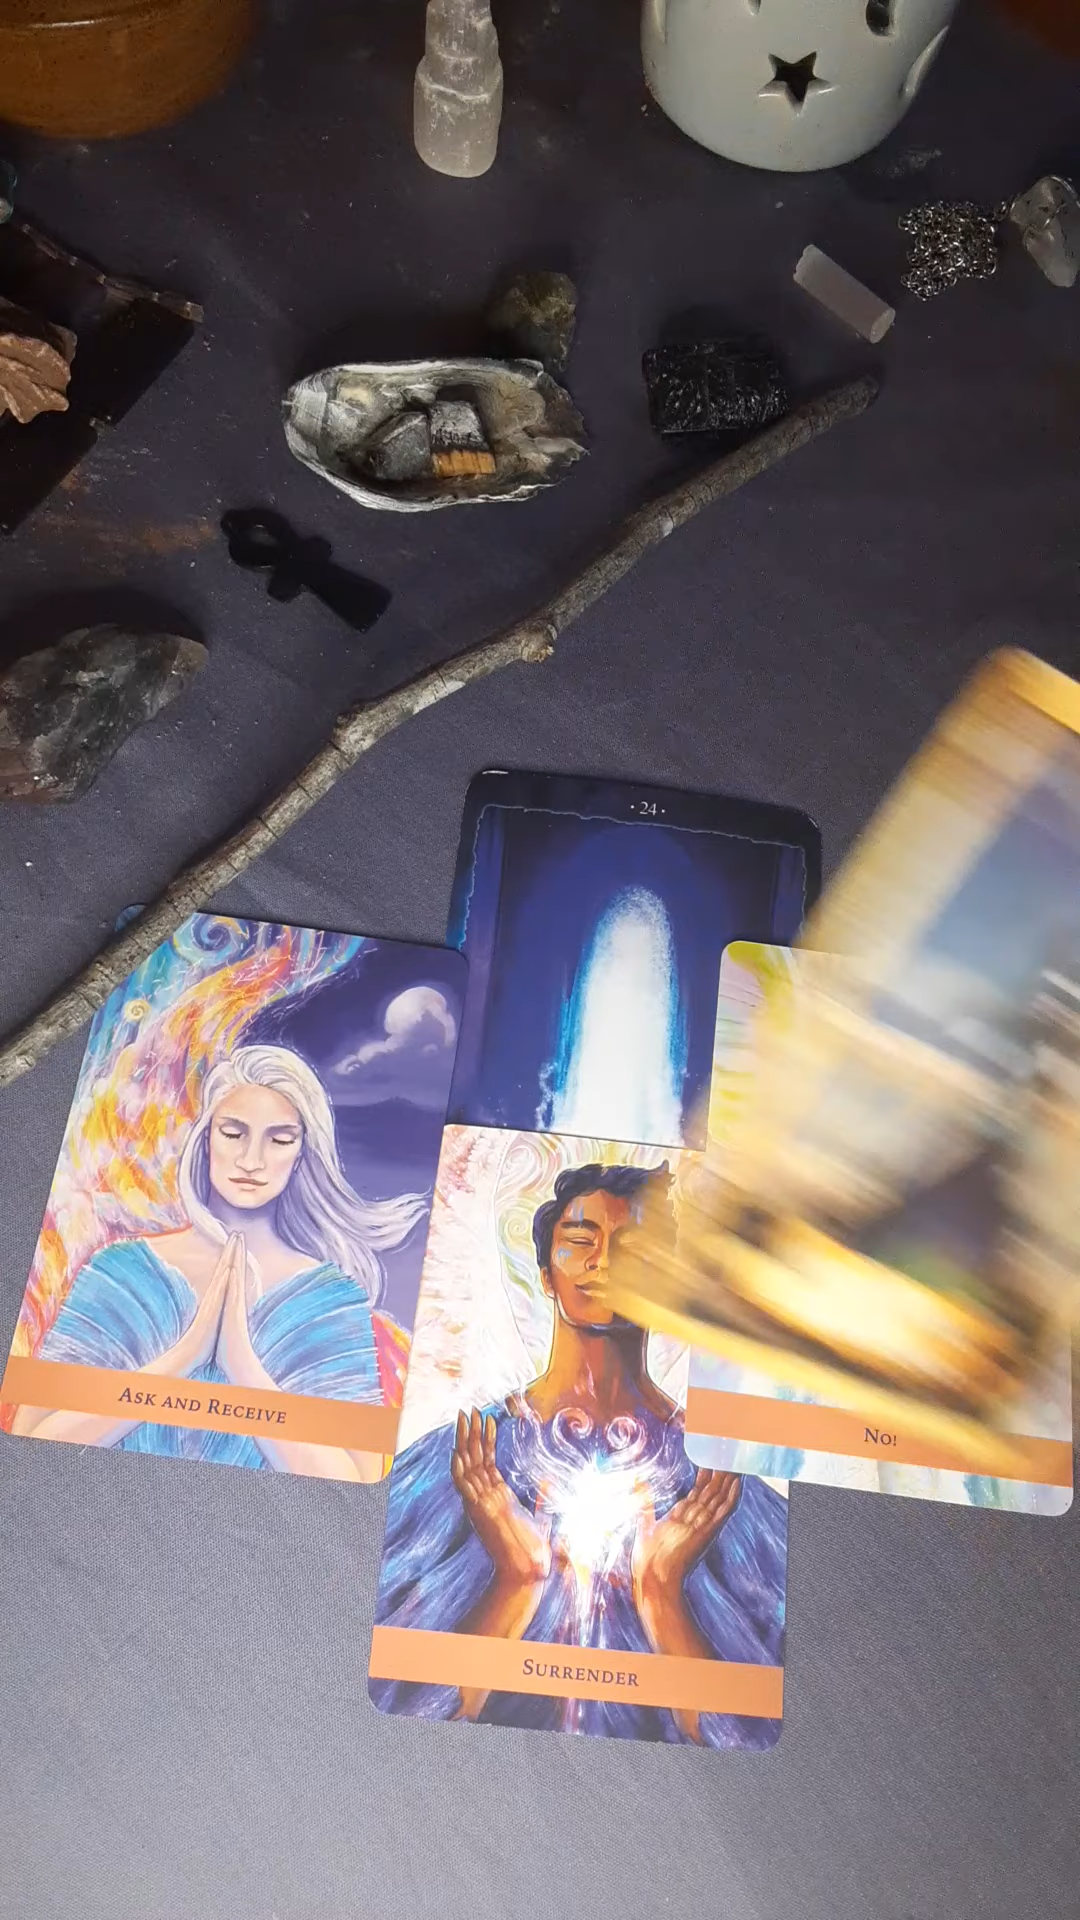 · 24 ·
Ask and Receive
No!
Surrender